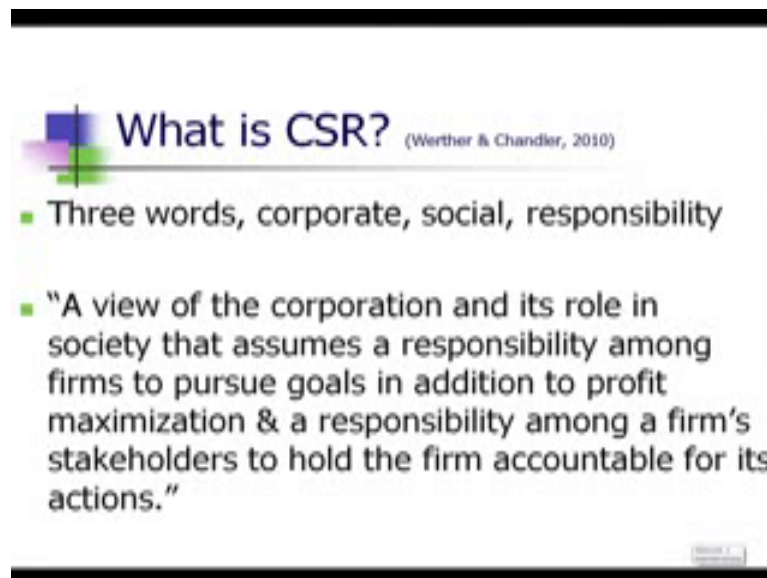 What is CSR? (Werther & Chandler, 2010)
Three words, corporate, social, responsibility
“A view of the corporation and its role in
society that assumes a responsibility among
firms to pursue goals in addition to profit
maximization & a responsibility among a firm’s
stakeholders to hold the firm accountable for its
actions.”